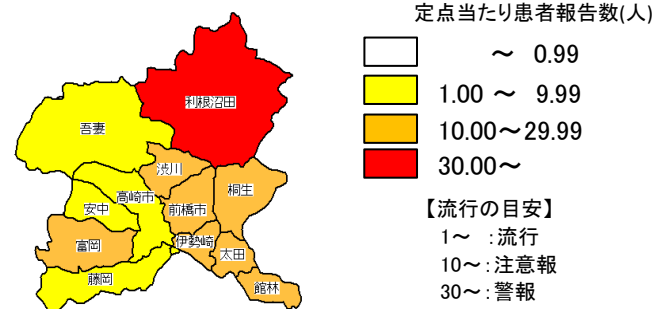 定点当たり患者報告数(人)
～ 0.99
1.00 ～ 9.99
10.00～29.99
30.00～
【流行の目安】
1～ :流行
10～:注意報
30～:警報
利根沼田
吾妻
渋川
桐生
高崎市
安中
前橋市
富岡
伊勢崎
太田
藤岡
館林